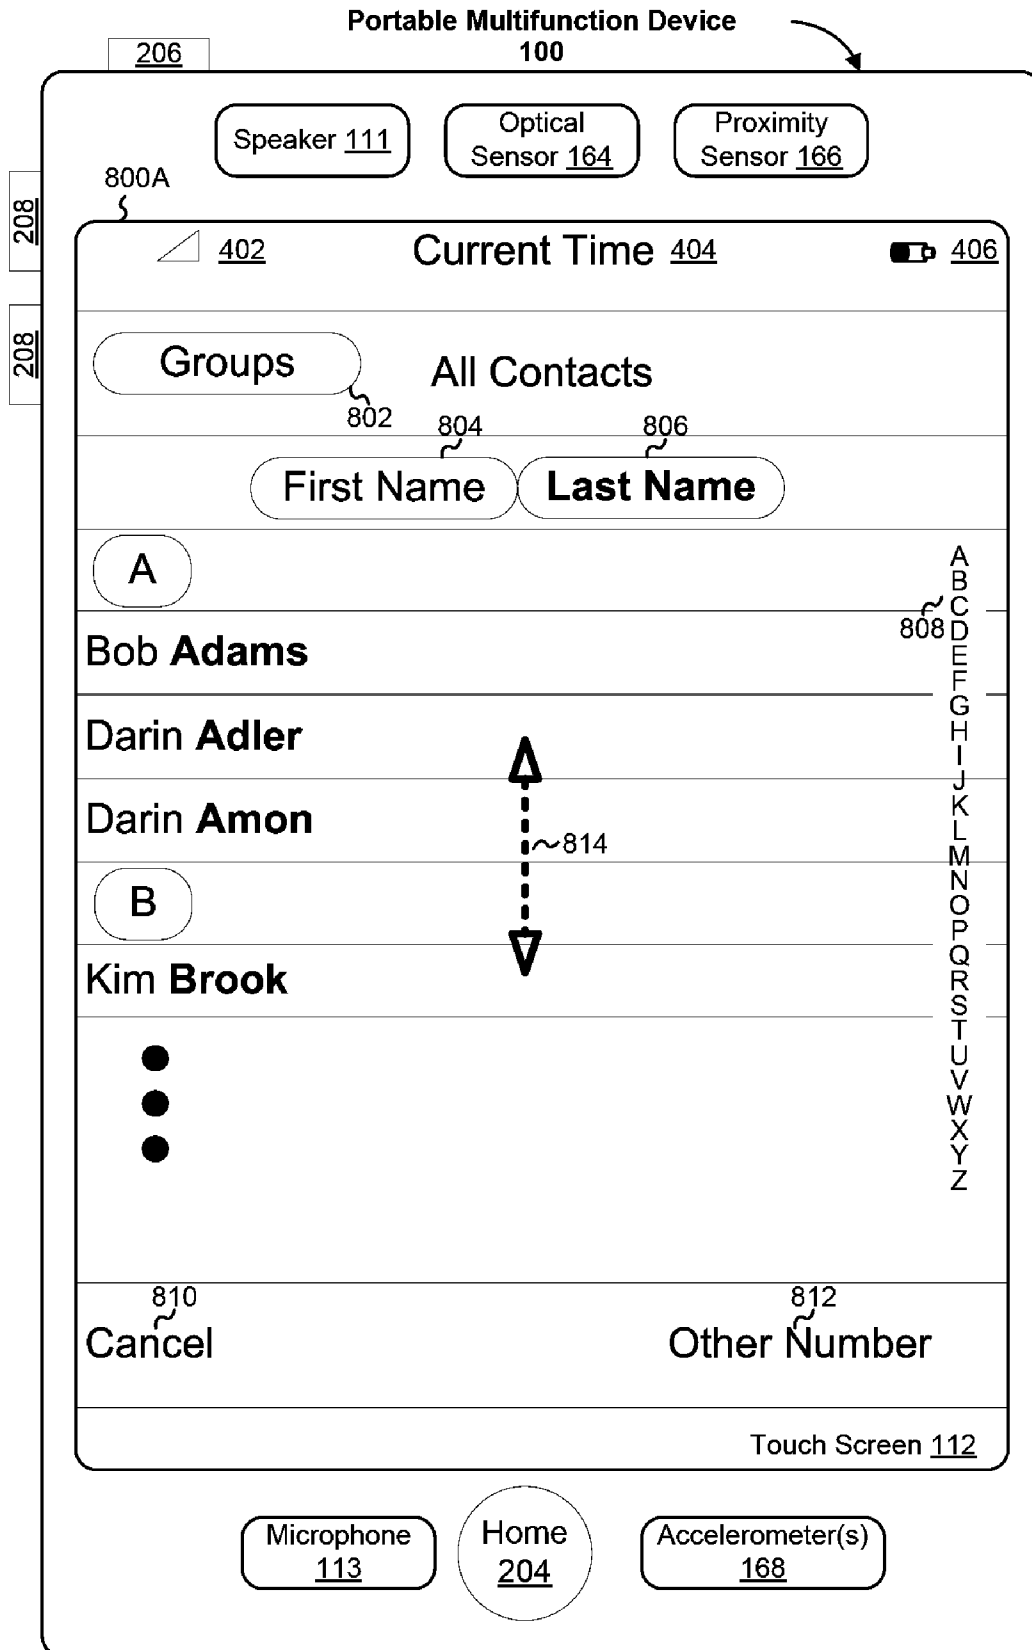 Portable Multifunction Device
100
206
Speaker 111
Optical
Sensor 164
Proximity
Sensor 166
800A
208
208
402
Current Time 404
406
Groups
All Contacts
802
804
806
First Name
Last Name
A
808
Bob Adams
Darin Adler
Darin Amon
814
B
Kim Brook
A
B
C
D
E
F
G
H
I
J
K
L
M
N
O
P
Q
R
S
T
U
V
W
X
Y
Z
810
812
Cancel
Other Number
Touch Screen 112
Microphone
113
Home
204
Accelerometer(s)
168